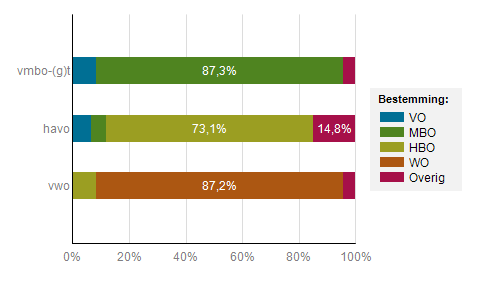 vmbo-(g)t
87,3%
havo
73,1%
14,8%
vwo
87,2%
0%
20%
40%
60%
80%
100%
Bestemming:
VO
MBO
HBO
WO
Overig